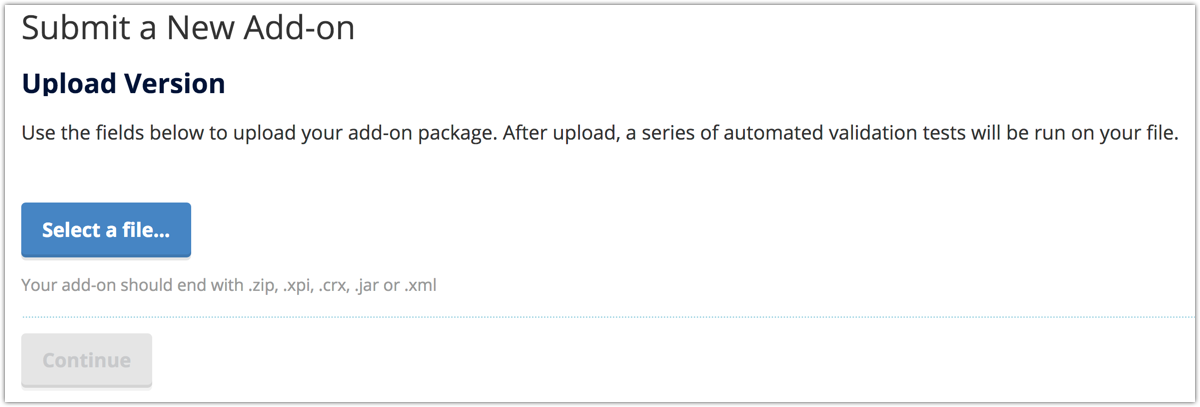 Submit a New Add-on
Upload Version
Use the fields below to upload your add-on package. After upload, a series of automated validation tests will be run on your file.
Select a file...
Your add-on should end with .zip, .xpi, .crx, .jar or .xml
Continue